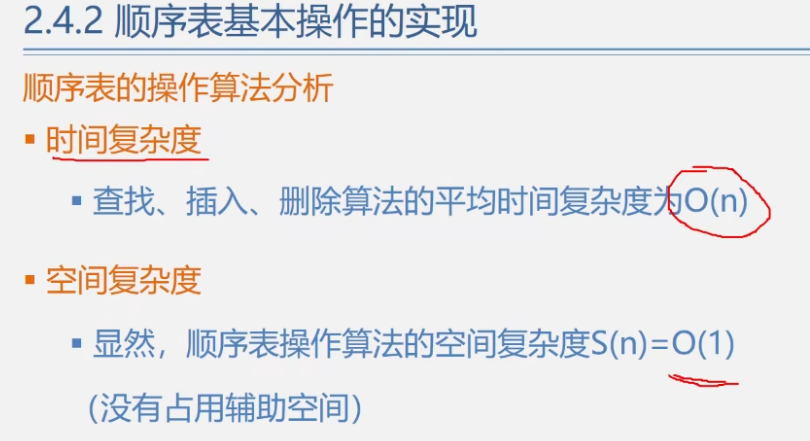 2.4.2 顺序表基本操作的实现
顺序表的操作算法分析
▪ 时间复杂度
▪ 查找、插入、删除算法的平均时间复杂度为O(n)
▪ 空间复杂度
▪ 显然，顺序表操作算法的空间复杂度S(n)=O(1)
（没有占用辅助空间）